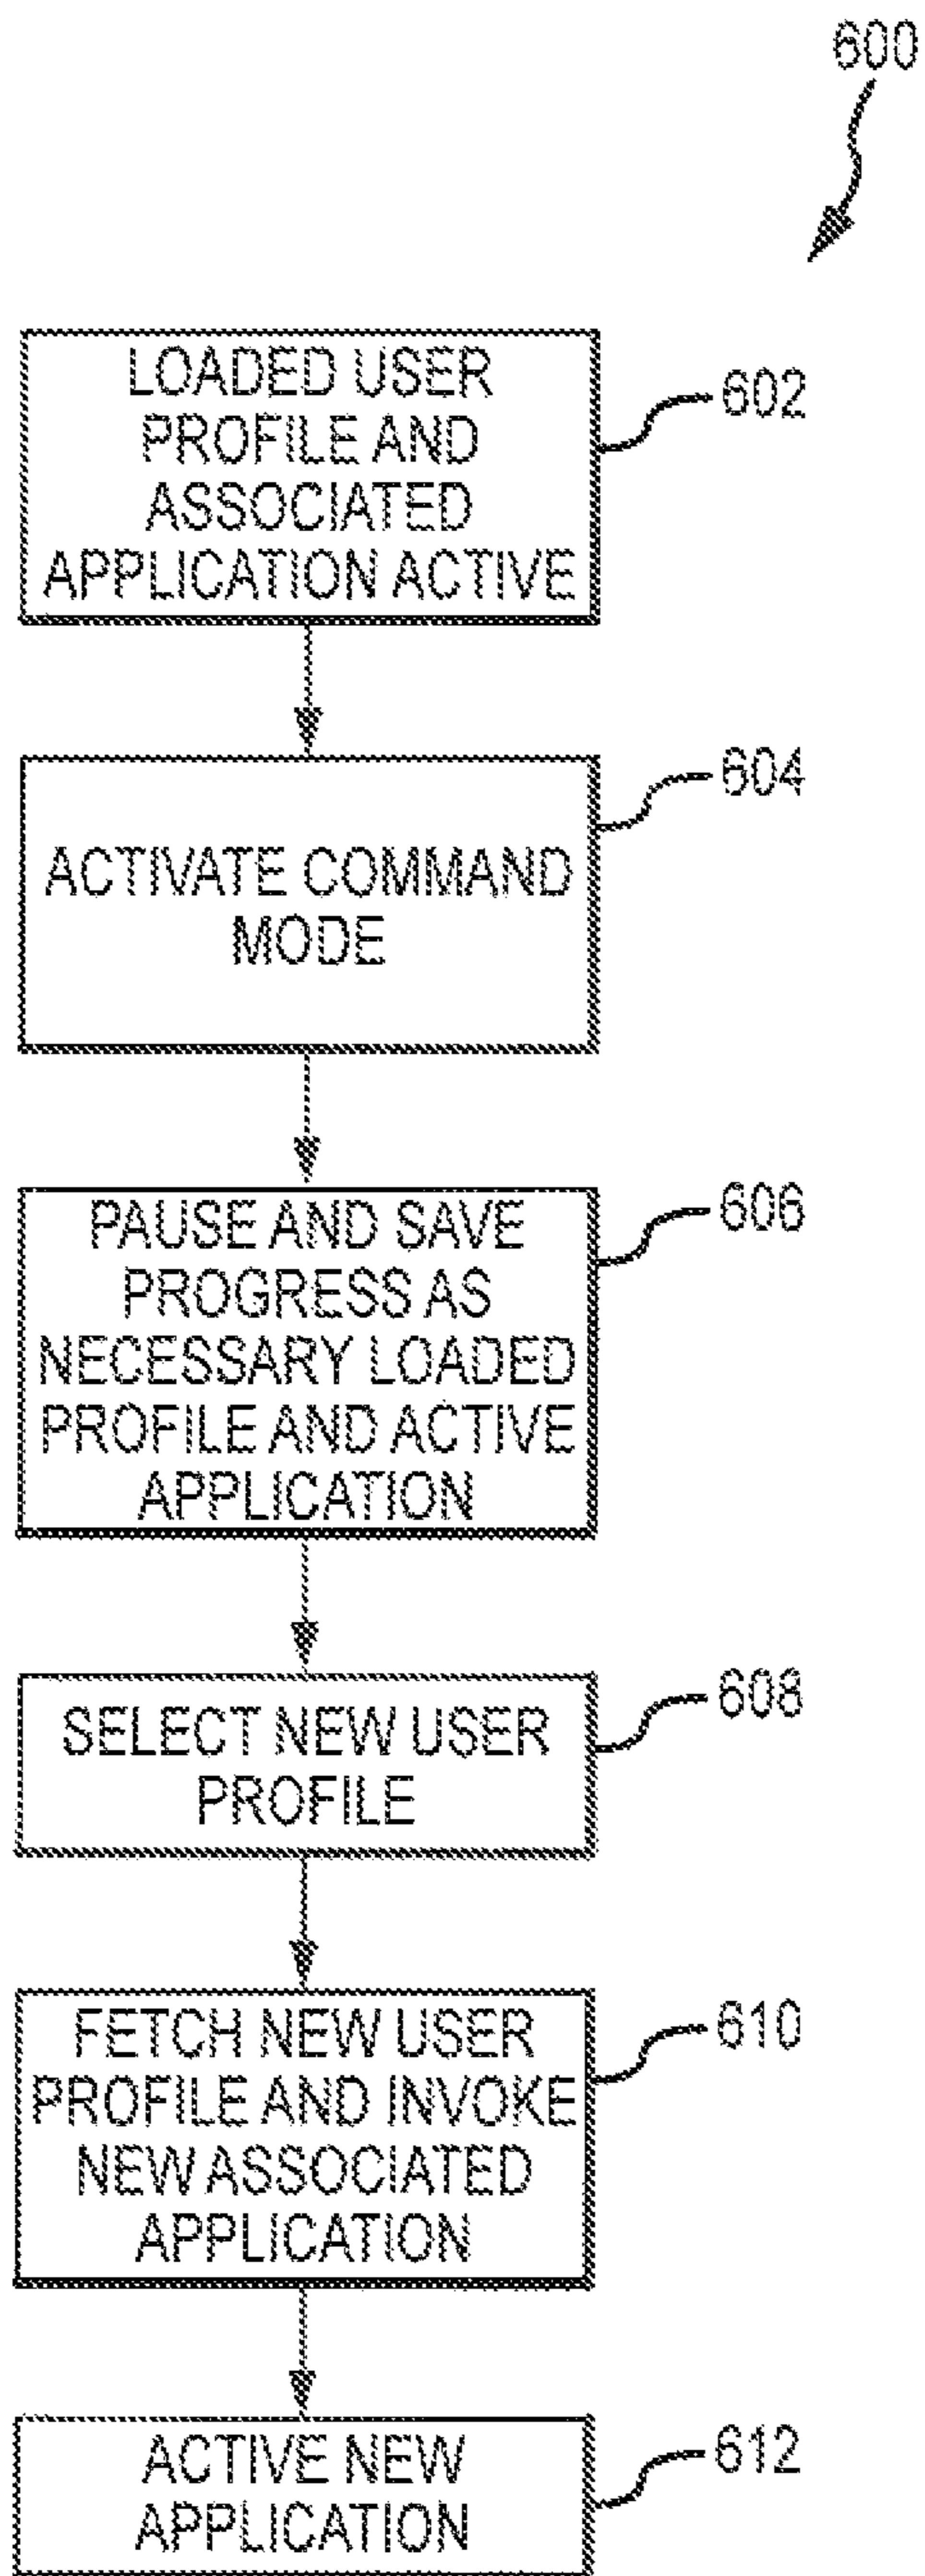 600
LOADED USER
PROFILE AND
ASSOCIATED
APPLICATION ACTIVE
602
ACTIVATE COMMAND
MODE
604
PAUSE AND SAVE
PROGRESS AS
NECESSARY LOADED
PROFILE AND ACTIVE
APPLICATION
606
SELECT NEW USER
PROFILE
608
FETCH NEW USER
PROFILE AND INVOKE
NEW ASSOCIATED
APPLICATION
610
ACTIVE NEW
APPLICATION
612